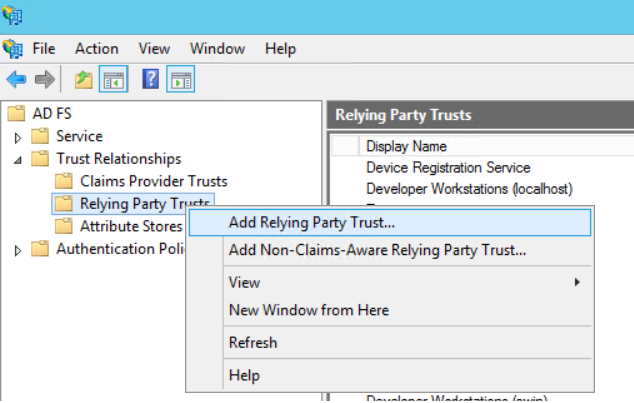 File Action View Window Help
AD FS
Service
Trust Relationships
Claims Provider Trusts
Relying Party Trusts
Attribute Stores
Authentication Poli
Relying Party Trusts
Display Name
Device Registration Service
Developer Workstations (localhost)
Add Relying Party Trust...
Add Non-Claims-Aware Relying Party Trust...
View
New Window from Here
Refresh
Help